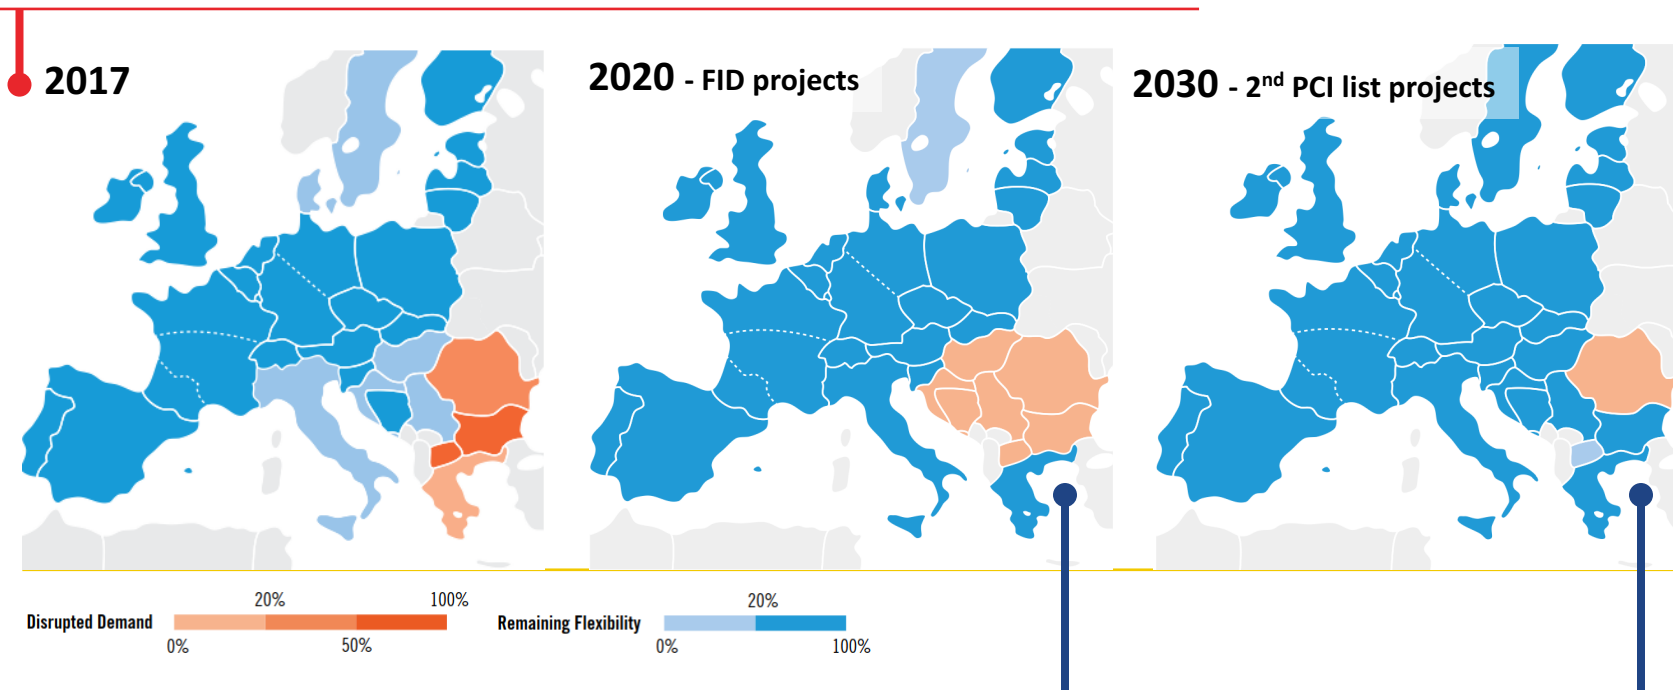 2017
2020 - FID projects
2030 - 2nd PCI list projects
20% 100%
Disrupted Demand
0% 50%
20%
Remaining Flexibility
0% 100%